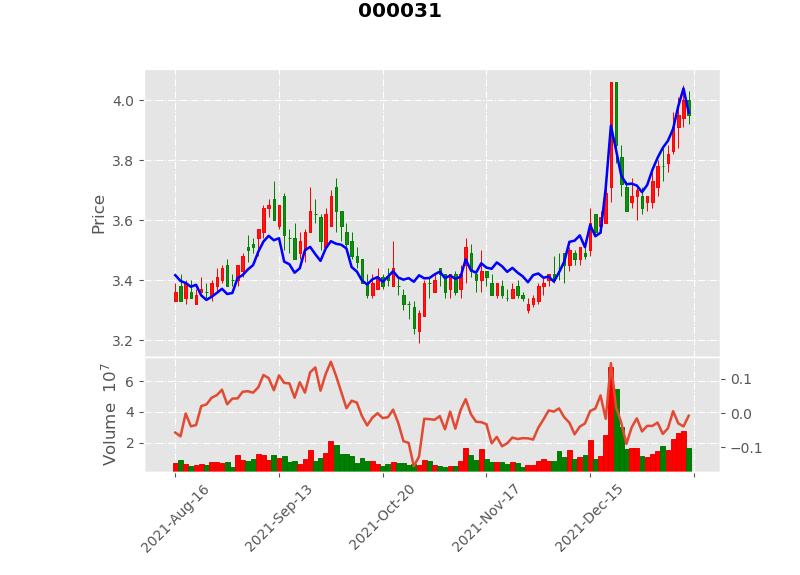 000031
Price
4.0
3.8
3.6
3.4
3.2
Volume 10^7
6
4
2
0.1
0.0
−0.1
2021-Aug-16
2021-Sep-13
2021-Oct-20
2021-Nov-17
2021-Dec-15